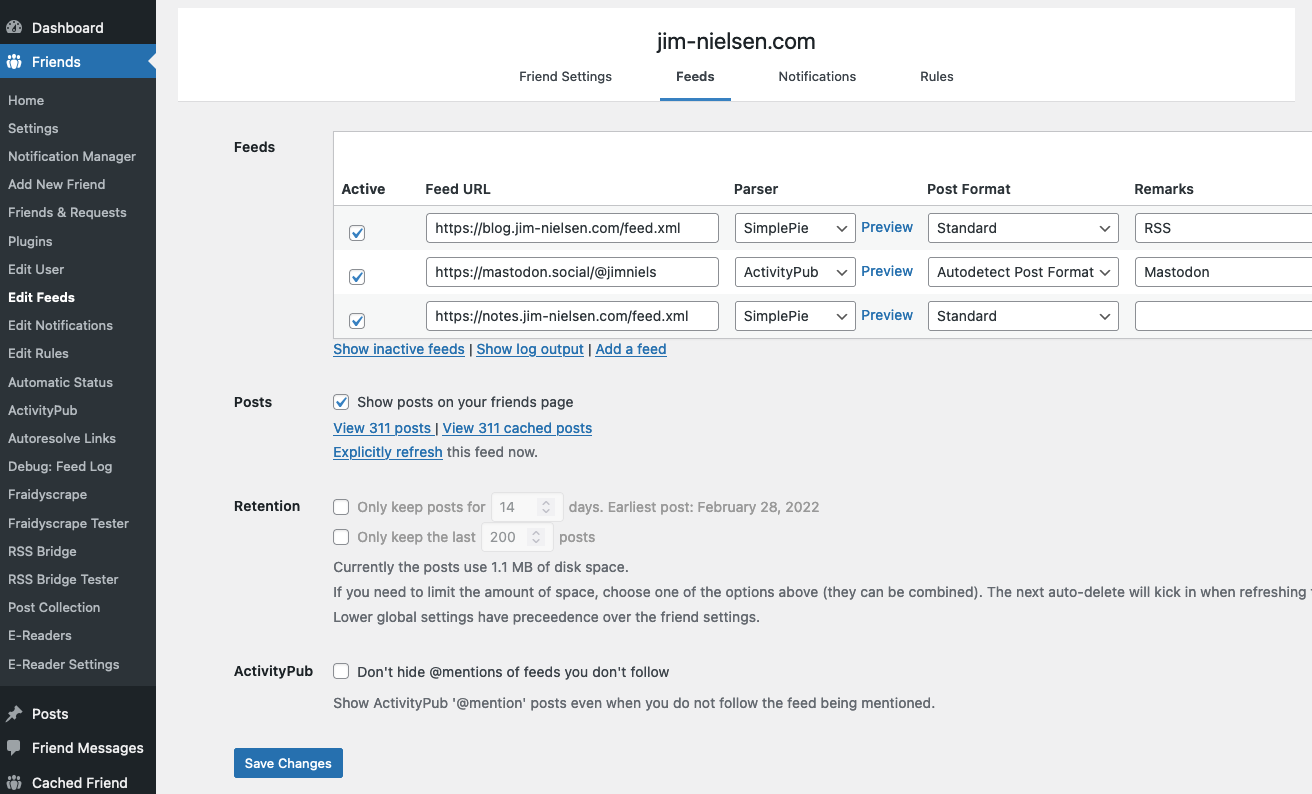 Dashboard
Friends
Home
Settings
Notification Manager
Add New Friend
Friends & Requests
Plugins
Edit User
Edit Feeds
Edit Notifications
Edit Rules
Automatic Status
ActivityPub
Autoresolve Links
Debug: Feed Log
Fraidyscrape
Fraidyscrape Tester
RSS Bridge
RSS Bridge Tester
Post Collection
E-Readers
E-Reader Settings
Posts
Friend Messages
Cached Friend
jim-nielsen.com
Friend Settings Feeds Notifications Rules
Feeds
Active Feed URL Parser Post Format Remarks
https://blog.jim-nielsen.com/feed.xml SimplePie Preview Standard RSS
https://mastodon.social/@jimniels ActivityPub Preview Autodetect Post Format Mastodon
https://notes.jim-nielsen.com/feed.xml SimplePie Preview Standard
Show inactive feeds | Show log output | Add a feed
Posts Show posts on your friends page
View 311 posts | View 311 cached posts
Explicitly refresh this feed now.
Retention Only keep posts for 14 days. Earliest post: February 28, 2022
Only keep the last 200 posts
Currently the posts use 1.1 MB of disk space.
If you need to limit the amount of space, choose one of the options above (they can be combined). The next auto-delete will kick in when refreshing
Lower global settings have preceedence over the friend settings.
ActivityPub Don't hide @mentions of feeds you don't follow
Show ActivityPub '@mention' posts even when you do not follow the feed being mentioned.
Save Changes